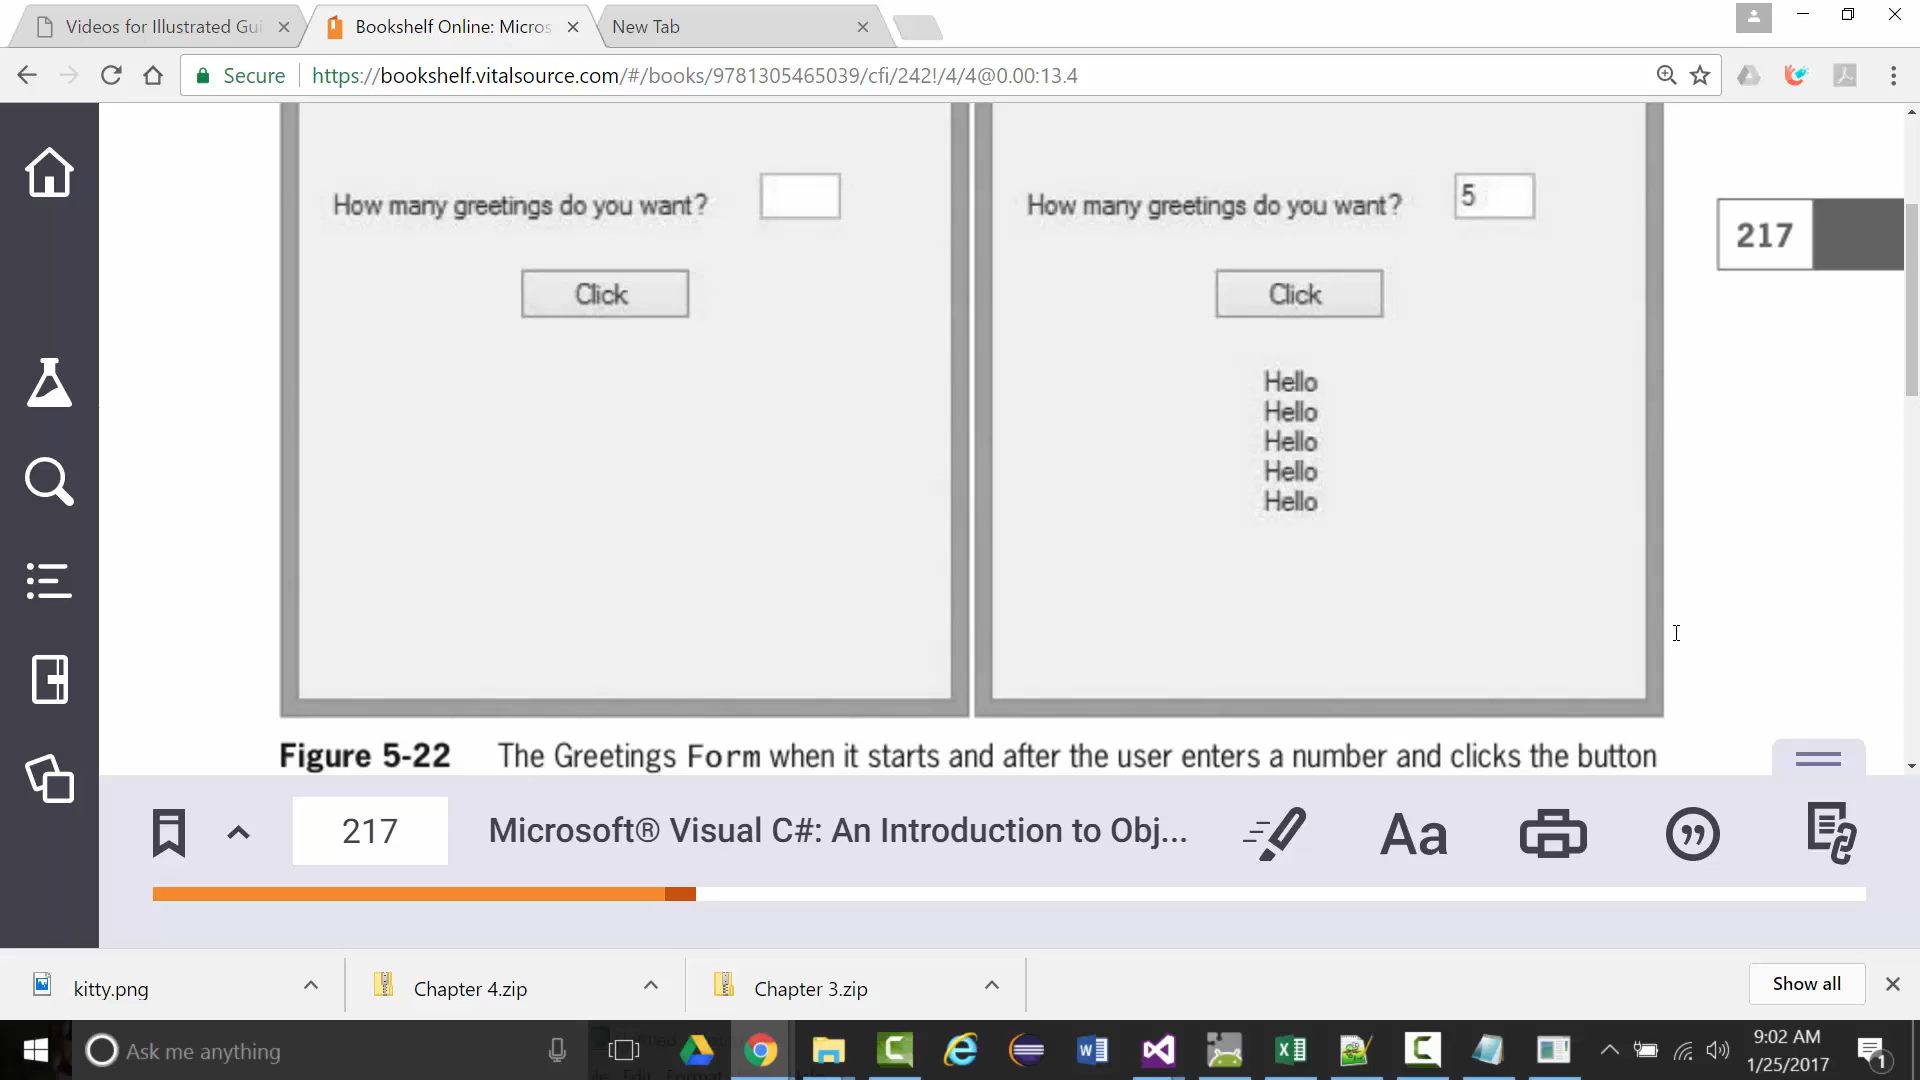 Videos for Illustrated Gui
Bookshelf Online: Micros
New Tab
Secure
https://bookshelf.vitalsource.com/#/books/9781305465039/cfi/242!/4/4@0.00:13.4
How many greetings do you want?
Click
How many greetings do you want? 5
Click
Hello
Hello
Hello
Hello
Hello
217
Figure 5-22 The Greetings Form when it starts and after the user enters a number and clicks the button
217
Microsoft® Visual C#: An Introduction to Obj...
Aa
kitty.png
Chapter 4.zip
Chapter 3.zip
Show all
Ask me anything
9:02 AM
1/25/2017
1